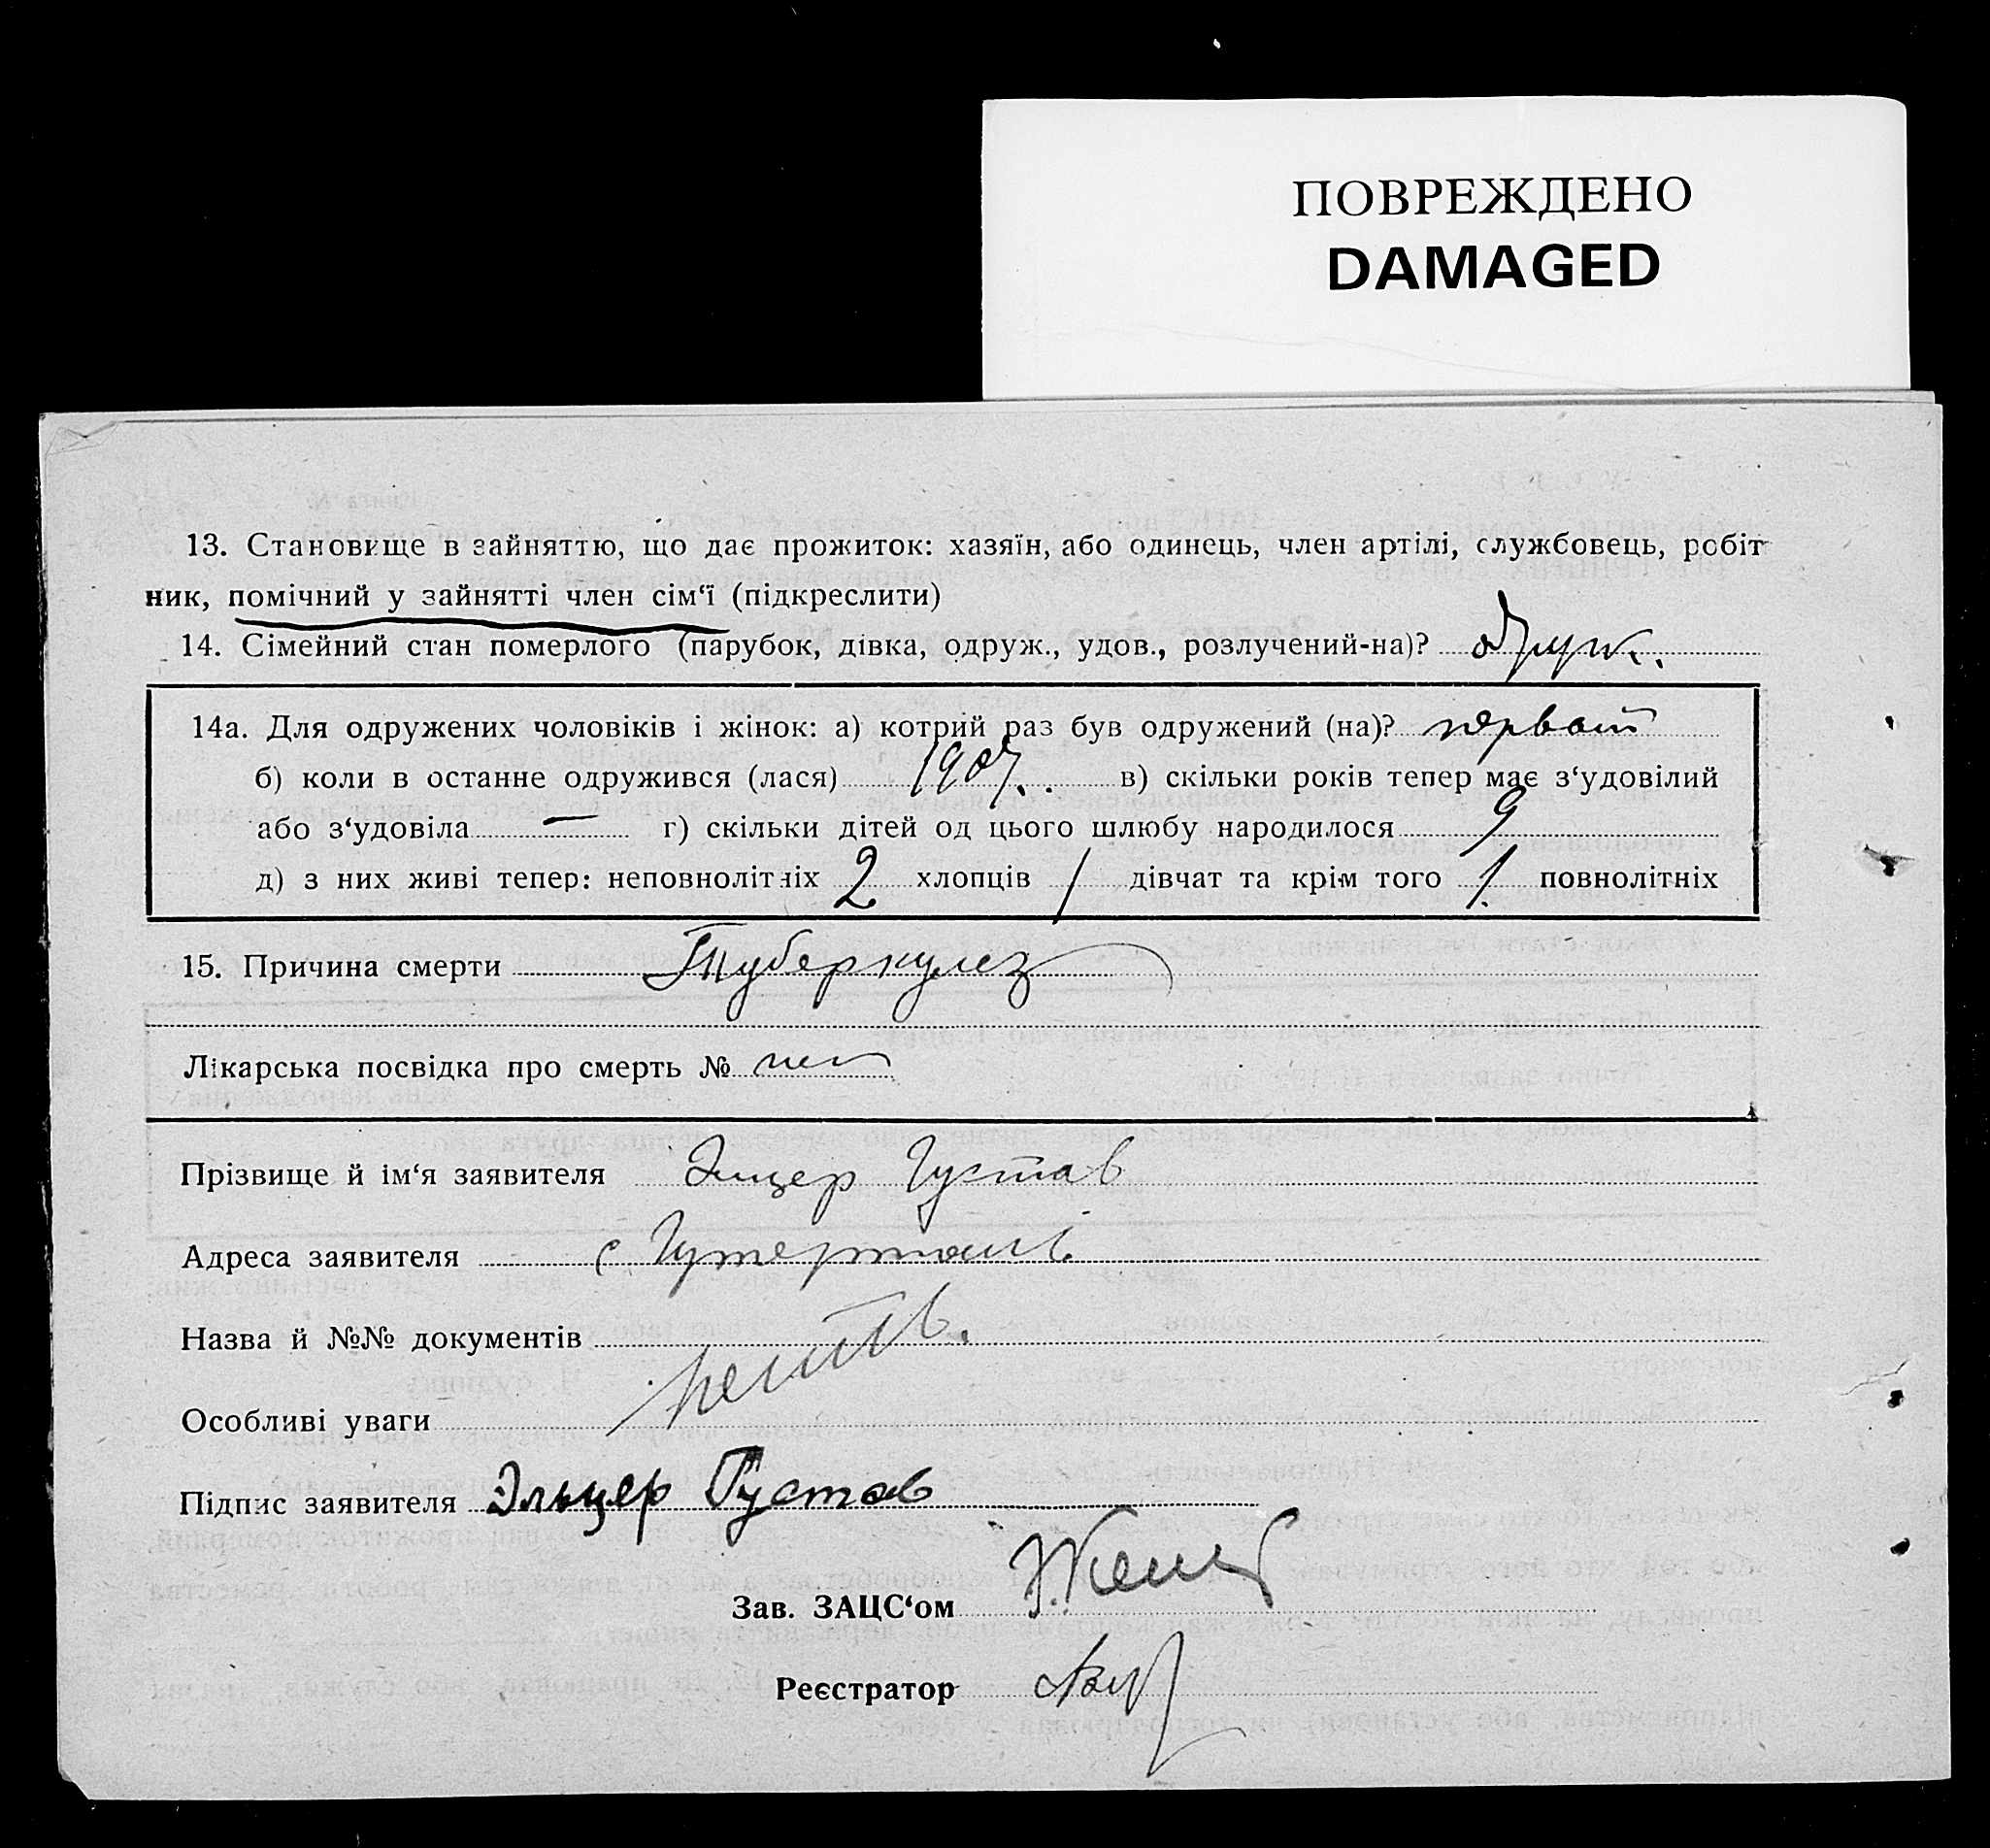 ПОВРЕЖДЕНО
DAMAGED
13. Становище в зайняттю, що дає прожиток: хазяїн, або одинець, член артілі, службовець, робіт
ник, помічний у зайнятті член сім‘ї (підкреслити)
14. Сімейний стан померлого (парубок, дівка, одруж., удов., розлучений-на)? одруж.
14а. Для одружених чоловіків і жінок: а) котрий раз був одружений (на)? первый
б) коли в останне одружився (лася) 1907. в) скільки років тепер має з‘удовілий
або з‘удовіла — г) скільки дітей од цього шлюбу народилося 9
д) з них живі тепер: неповнолітніх 2 хлопців 1 дівчат та крім того 1 повнолітніх
15. Причина смерти Туберкулез
Лікарська посвідка про смерть № нет
Прізвище й ім‘я заявителя Элцер Густав
Адреса заявителя с.
Назва й №№ документів
Особливі уваги
Підпис заявителя Эльцер Густав
Зав. ЗАЦС‘ом
Реєстратор